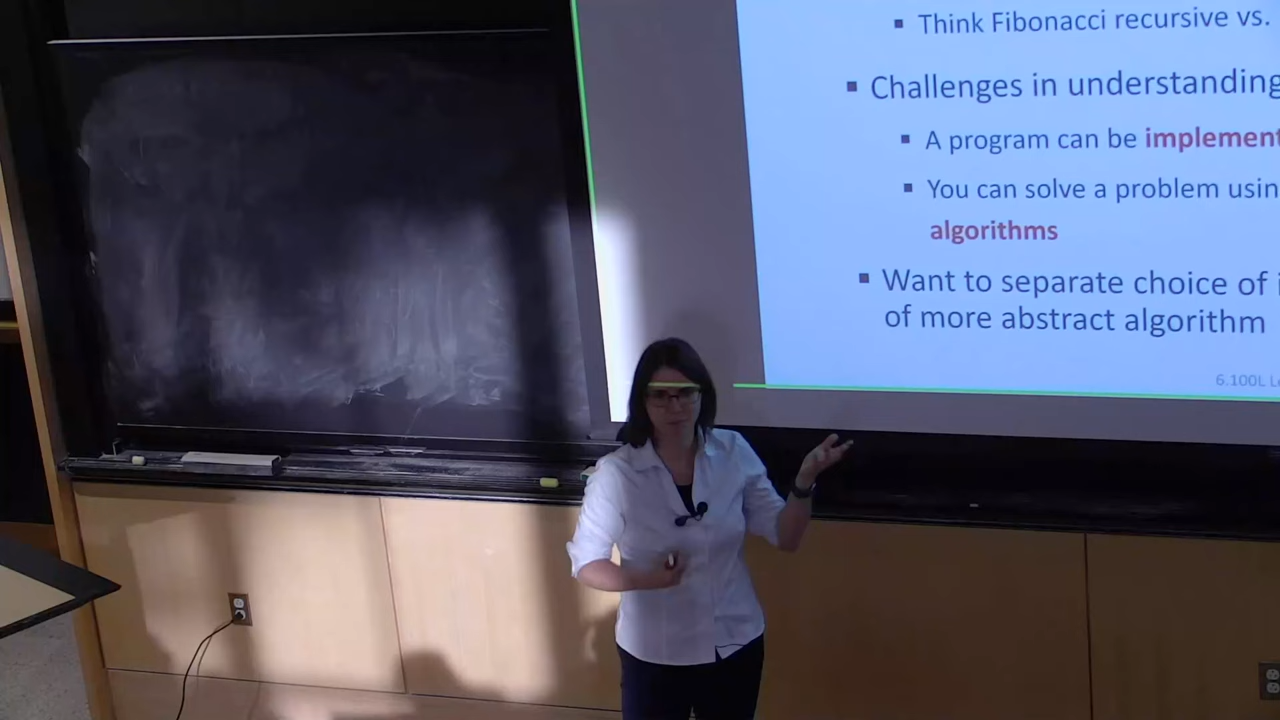 Think Fibonacci recursive vs.
Challenges in understanding
A program can be implement
You can solve a problem usin
algorithms
Want to separate choice of
of more abstract algorithm
6.100L Le